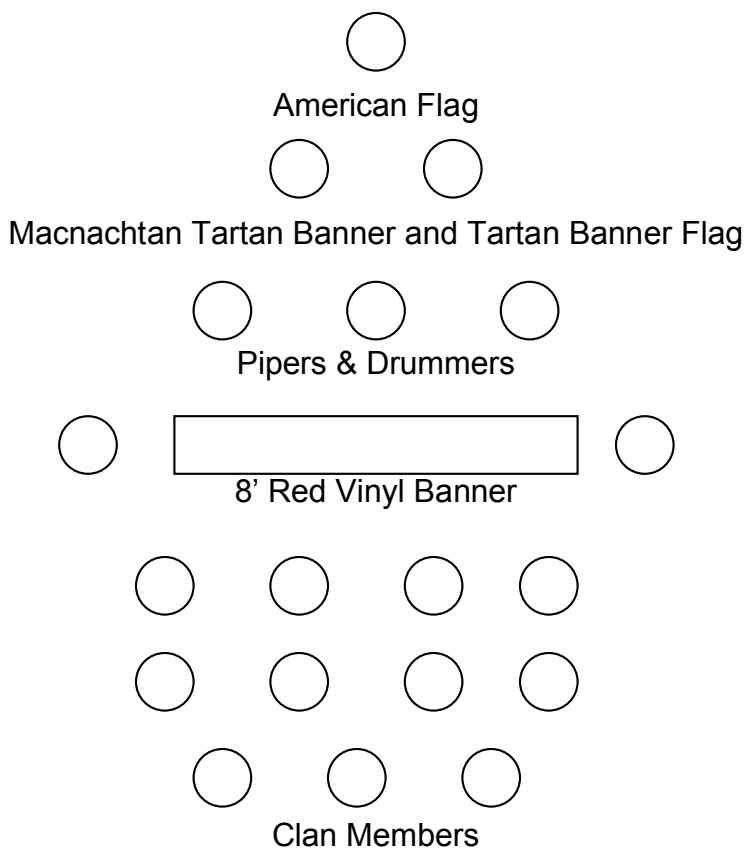 American Flag
Macnachtan Tartan Banner and Tartan Banner Flag
Pipers & Drummers
8’ Red Vinyl Banner
Clan Members